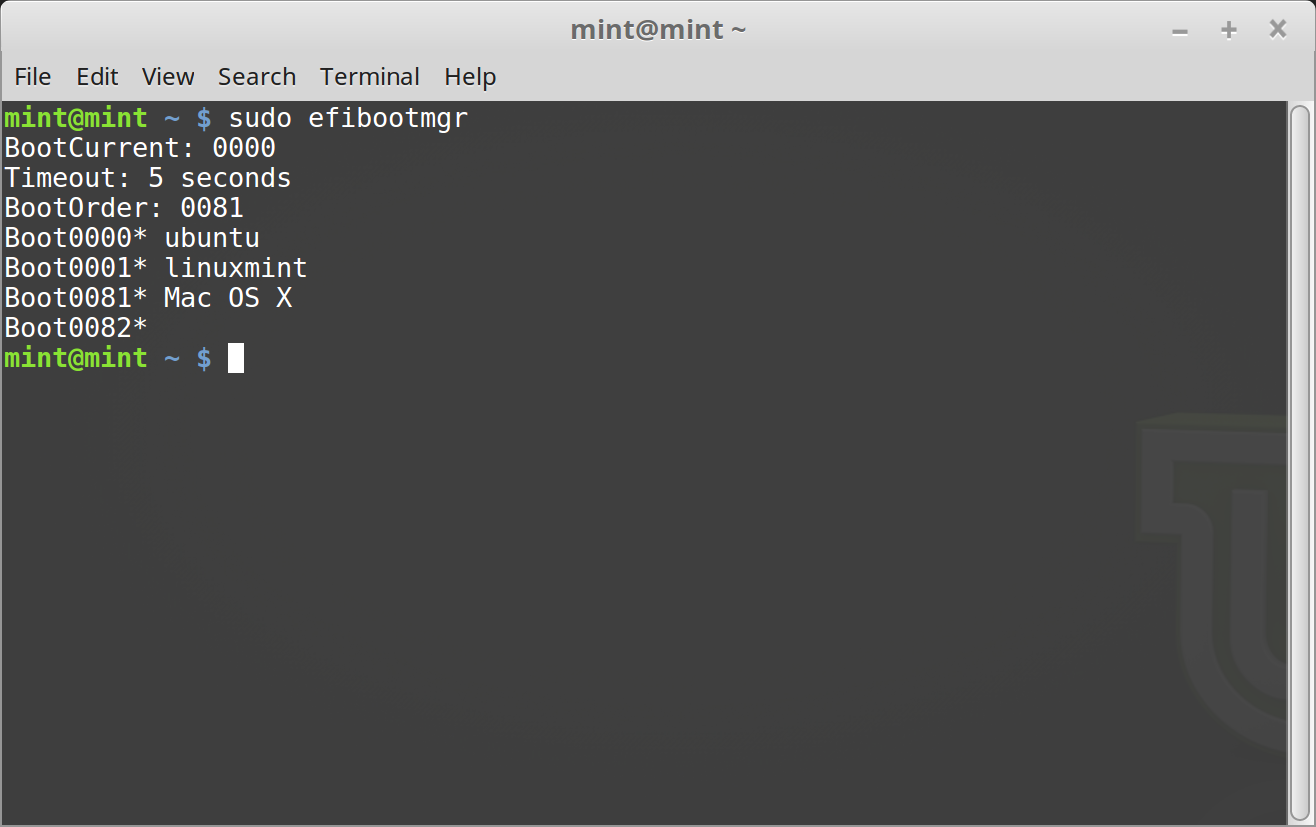 mint@mint ~
File Edit View Search Terminal Help
mint@mint ~ $ sudo efibootmgr
BootCurrent: 0000
Timeout: 5 seconds
BootOrder: 0081
Boot0000* ubuntu
Boot0001* linuxmint
Boot0081* Mac OS X
Boot0082*
mint@mint ~ $